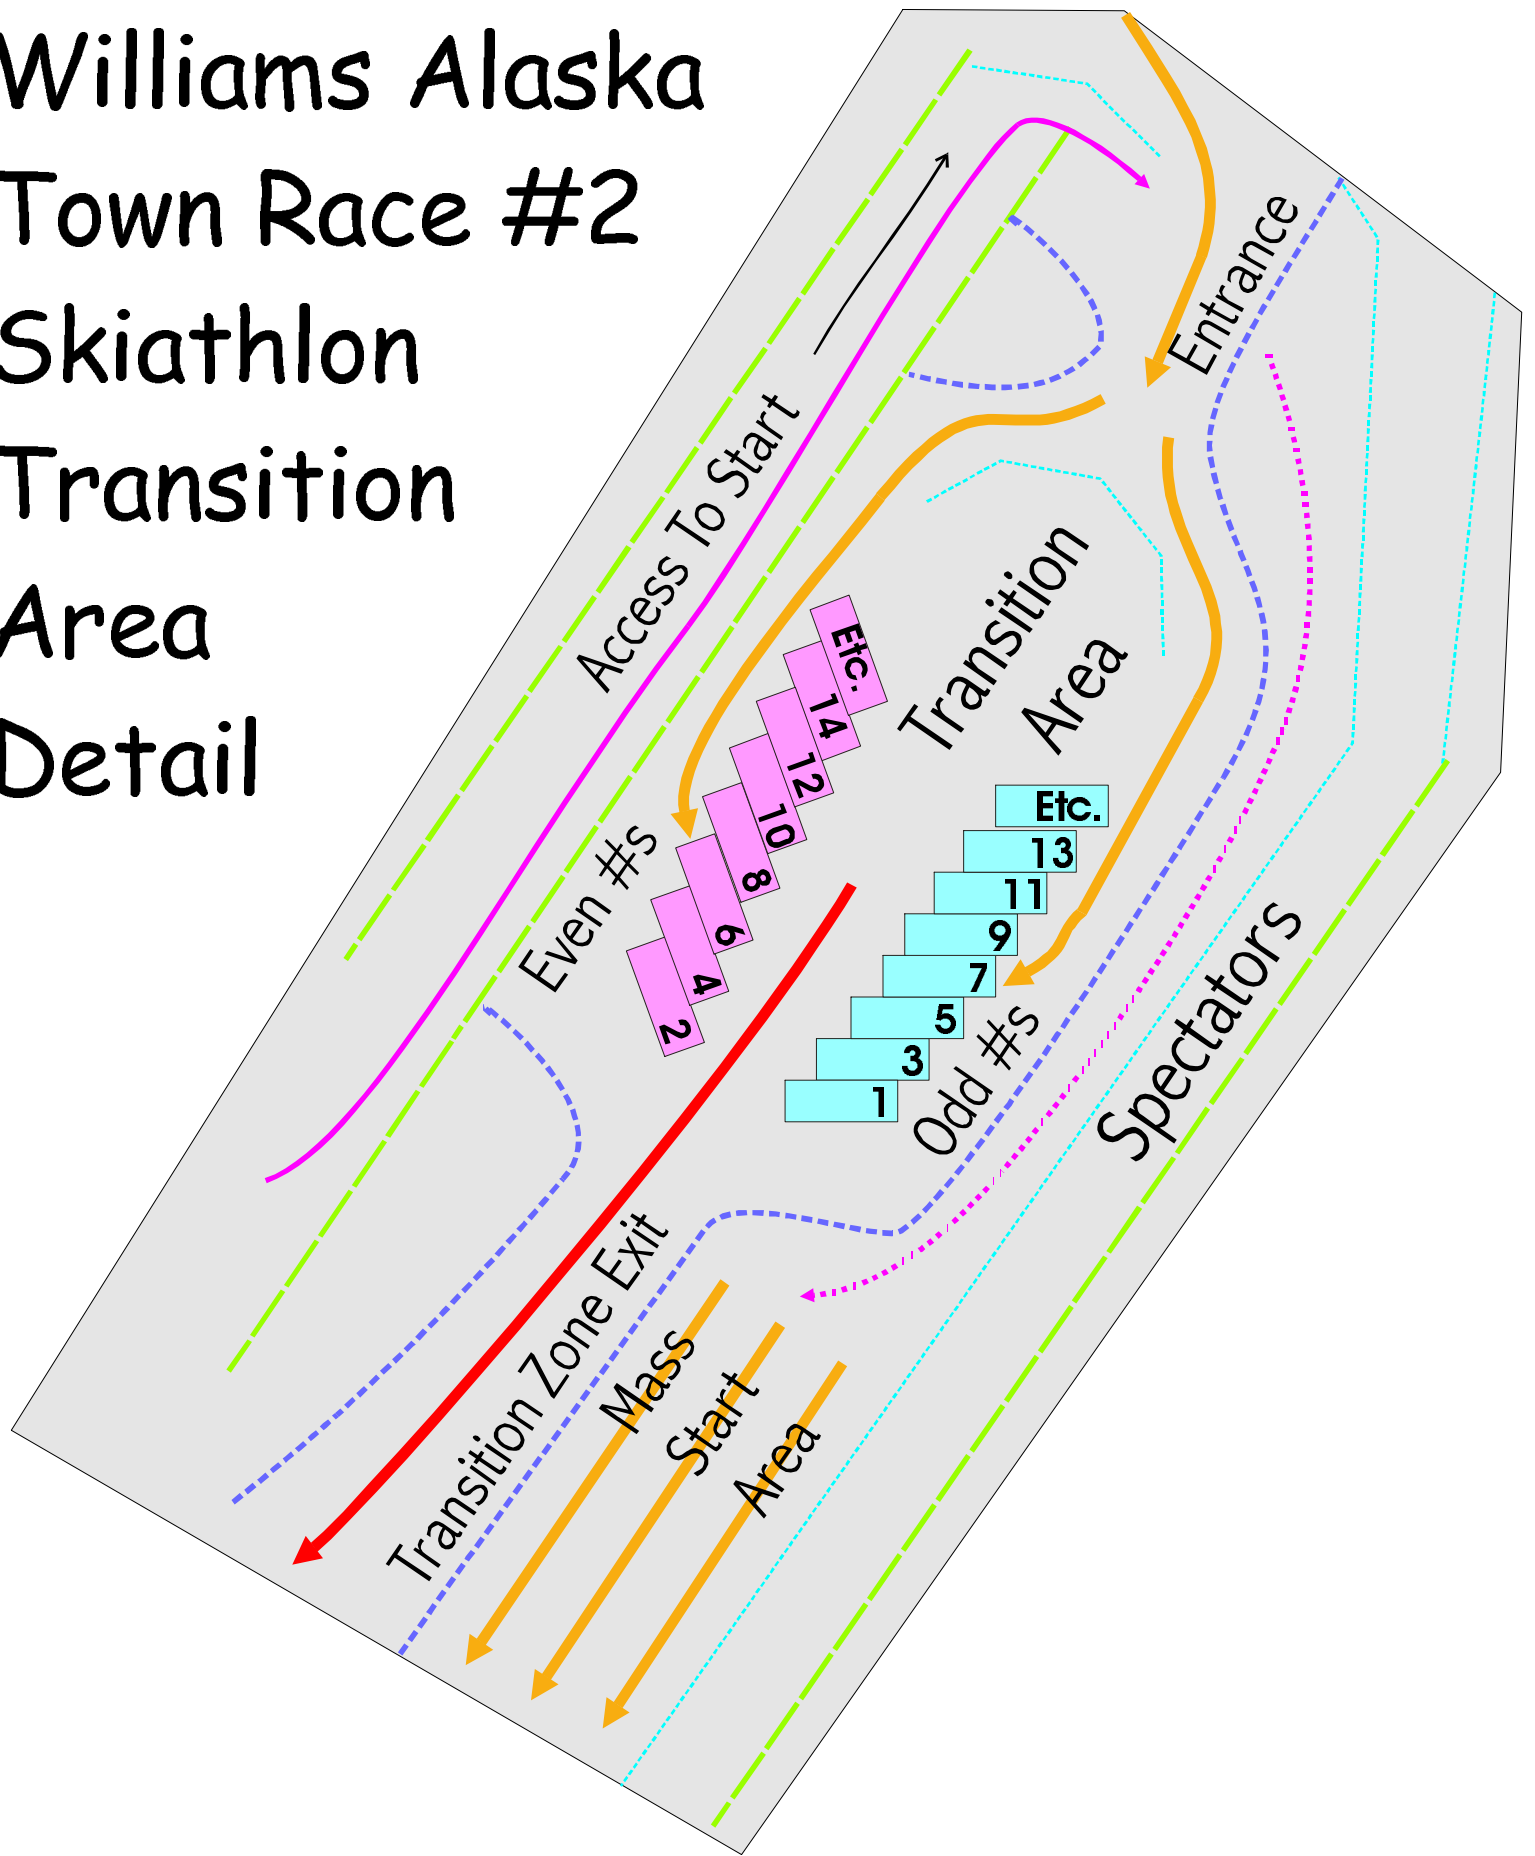 Williams Alaska
Town Race #2
Skiathlon
Transition
Area
Detail
Entrance
Access To Start
Transition
Area
Etc.
14
12
10
8
6
4
2
Even #s
Etc.
13
11
9
7
5
3
1
Odd #s
Spectators
Transition Zone Exit
Mass
Start
Area